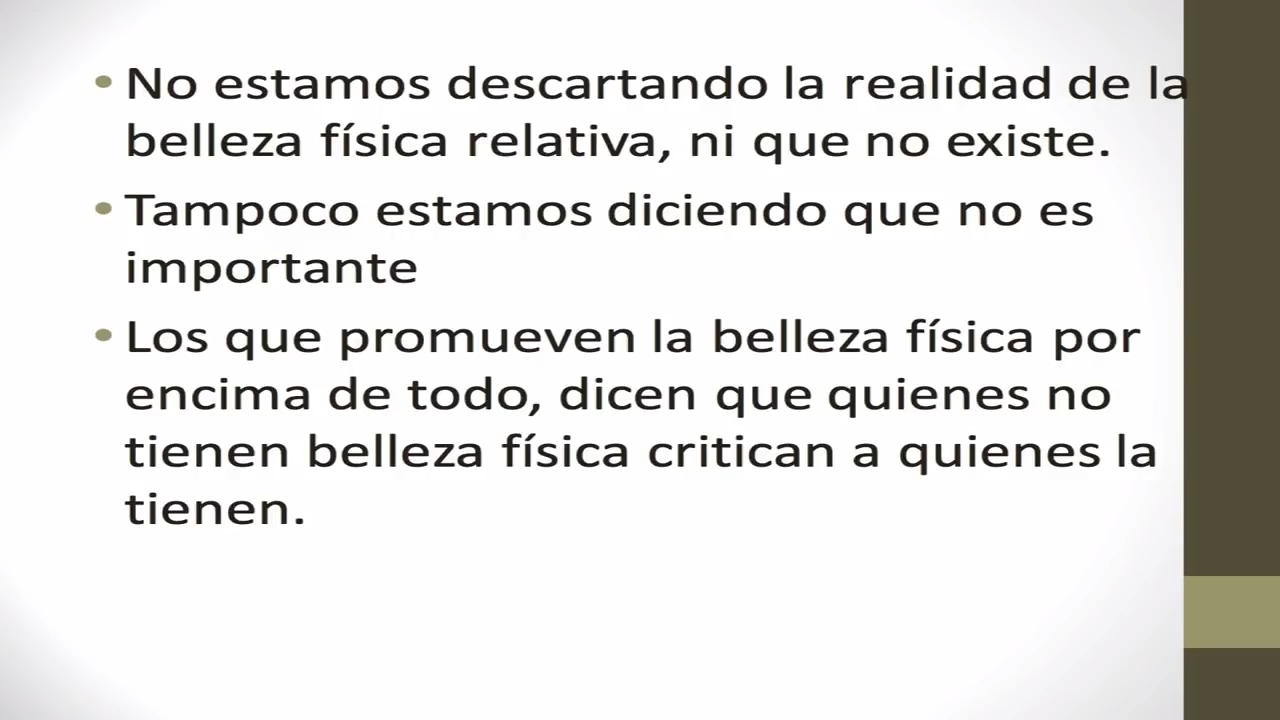 • No estamos descartando la realidad de la
belleza física relativa, ni que no existe.
• Tampoco estamos diciendo que no es
importante
• Los que promueven la belleza física por
encima de todo, dicen que quienes no
tienen belleza física critican a quienes la
tienen.